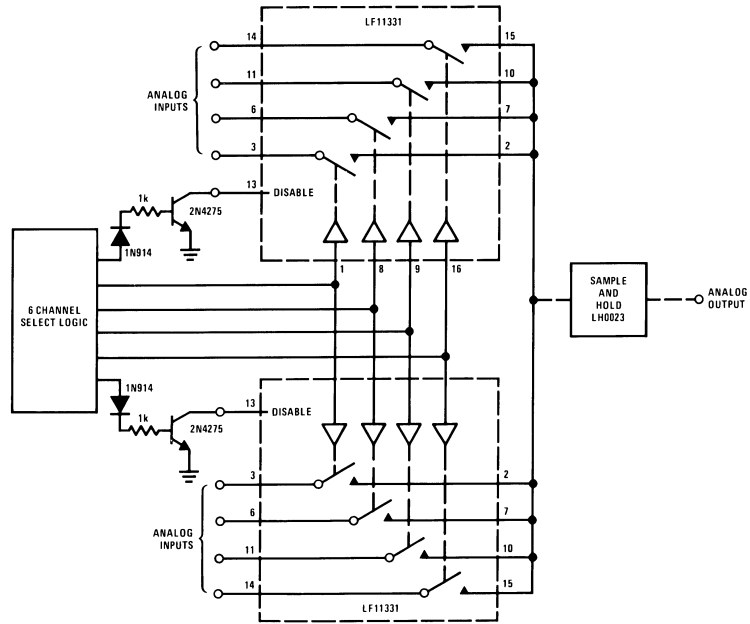 LF11331
14
15
11
10
ANALOG
INPUTS
6
7
3
2
13
DISABLE
1k
2N4275
1N914
1
8
9
16
6 CHANNEL
SELECT LOGIC
SAMPLE
AND
HOLD
LH0023
ANALOG
OUTPUT
1N914
13
DISABLE
1k
2N4275
3
2
6
7
ANALOG
INPUTS
11
10
14
15
LF11331